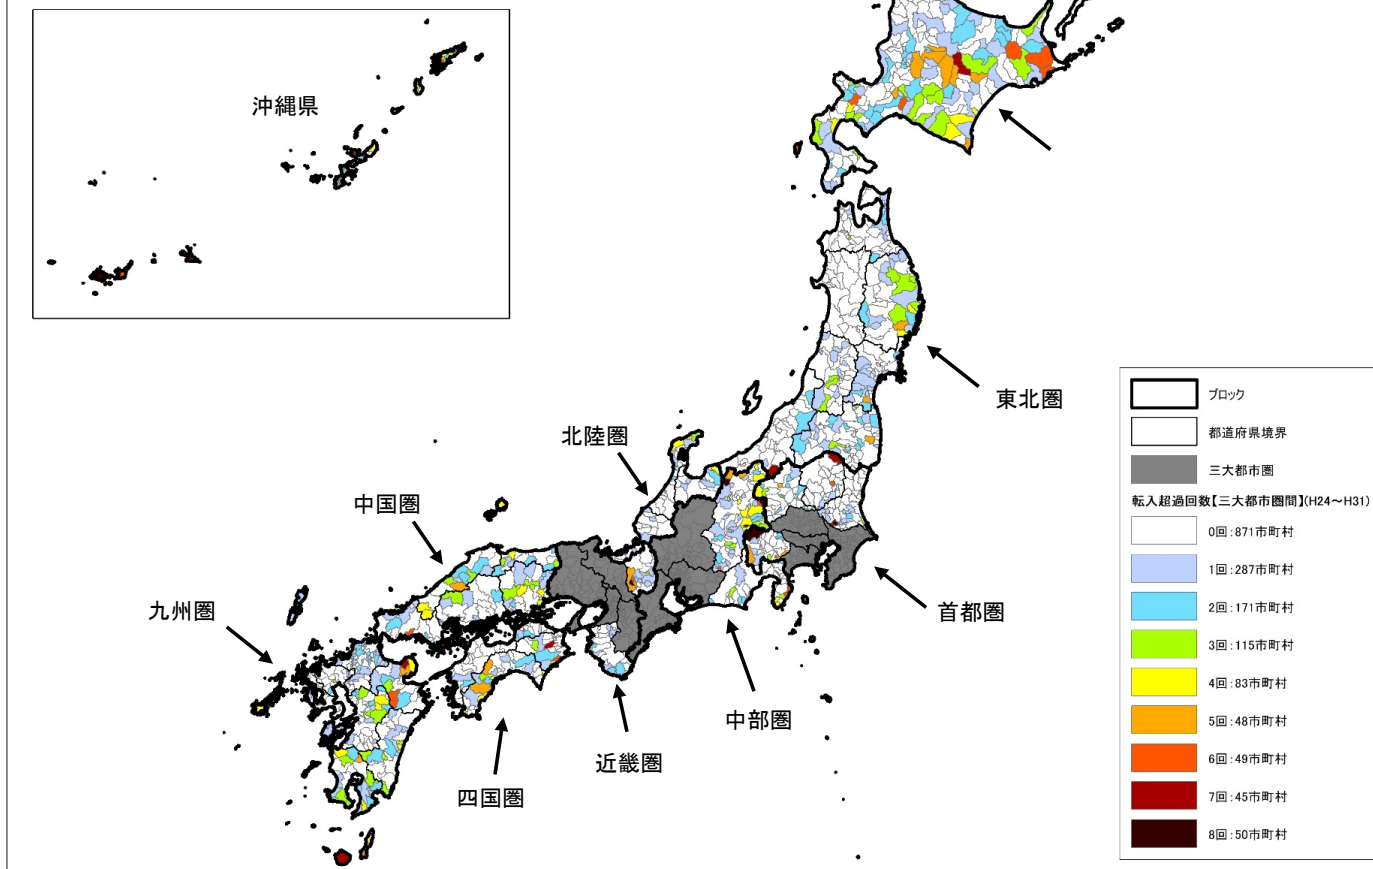 沖縄県
東北圏
北陸圏
中国圏
九州圏
首都圏
中部圏
近畿圏
四国圏
ブロック
都道府県境界
三大都市圏
転入超過回数【三大都市圏間】(H24～H31)
0回:871市町村
1回:287市町村
2回:171市町村
3回:115市町村
4回:83市町村
5回:48市町村
6回:49市町村
7回:45市町村
8回:50市町村